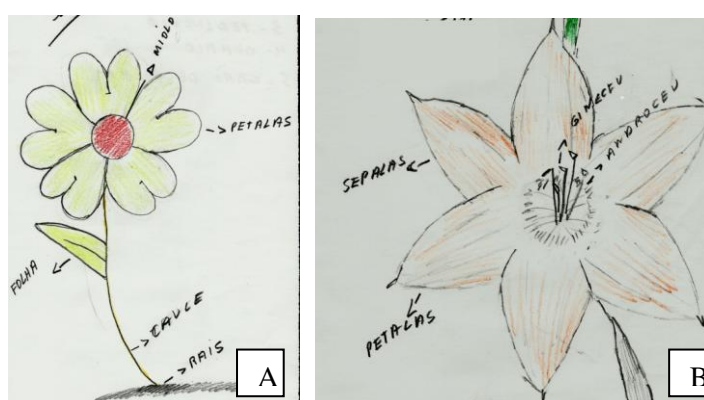 MIOLO
PETALAS
FOLHA
CAULE
RAIS
A
GINECEU
ANDROCEU
SEPALAS
PETALAS
B